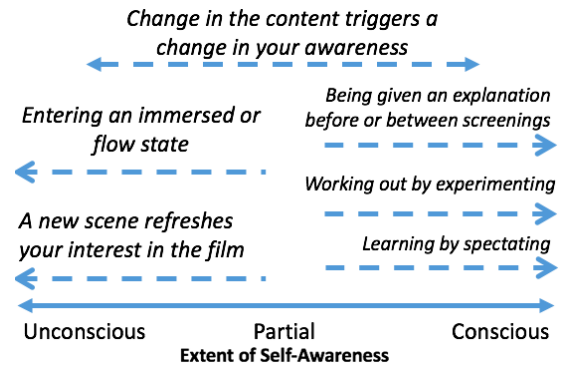 Change in the content triggers a
change in your awareness
Entering an immersed or
flow state
Being given an explanation
before or between screenings
Working out by experimenting
A new scene refreshes
your interest in the film
Learning by spectating
Unconscious Partial Conscious
Extent of Self-Awareness